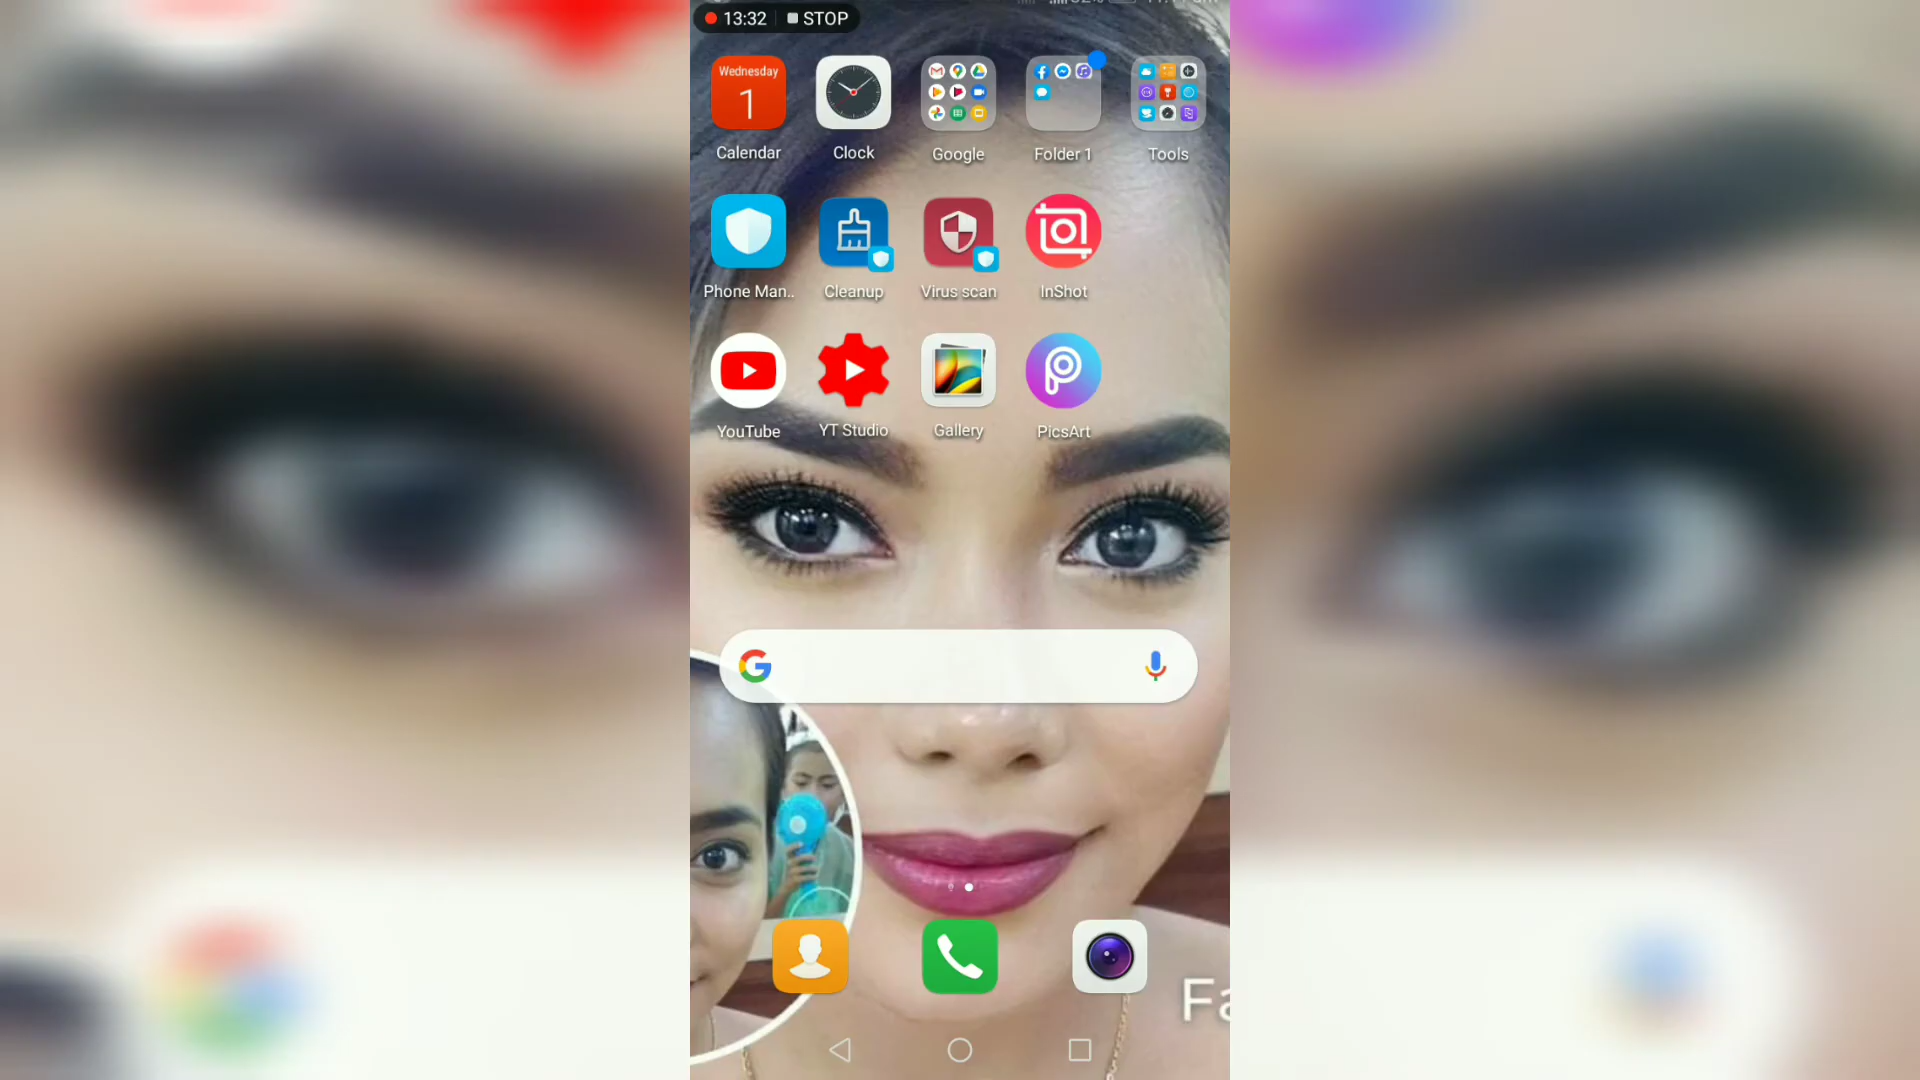 13:32 STOP
Wednesday
1
Calendar
Clock
Google
Folder 1
Tools
Phone Man..
Cleanup
Virus scan
InShot
YouTube
YT Studio
Gallery
PicsArt
Fa